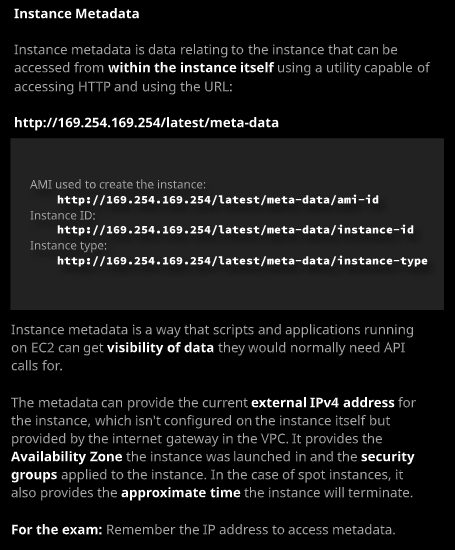 Instance Metadata
Instance metadata is data relating to the instance that can be
accessed from within the instance itself using a utility capable of
accessing HTTP and using the URL:
http://169.254.169.254/latest/meta-data
AMI used to create the instance:
http://169.254.169.254/latest/meta-data/ami-id
Instance ID:
http://169.254.169.254/latest/meta-data/instance-id
Instance type:
http://169.254.169.254/latest/meta-data/instance-type
Instance metadata is a way that scripts and applications running
on EC2 can get visibility of data they would normally need API
calls for.
The metadata can provide the current external IPv4 address for
the instance, which isn't configured on the instance itself but
provided by the internet gateway in the VPC. It provides the
Availability Zone the instance was launched in and the security
groups applied to the instance. In the case of spot instances, it
also provides the approximate time the instance will terminate.
For the exam: Remember the IP address to access metadata.